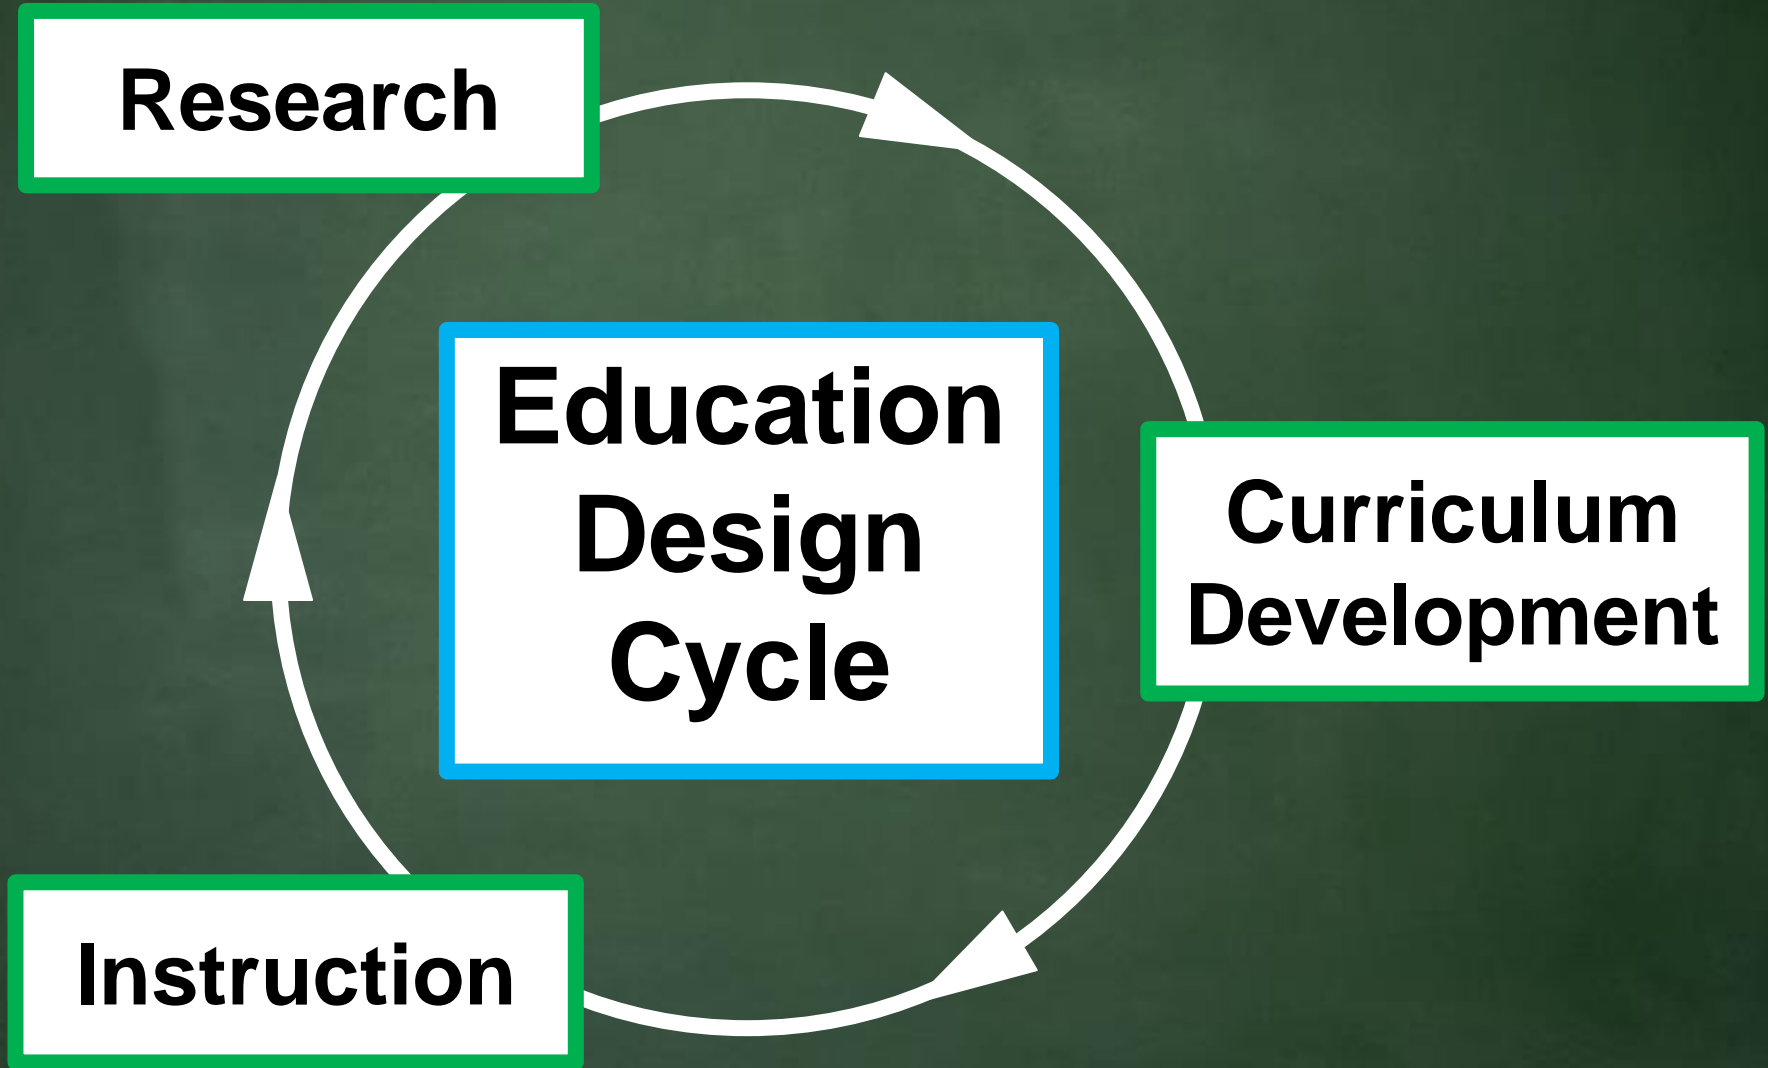 Research
Education
Design
Cycle
Curriculum
Development
Instruction